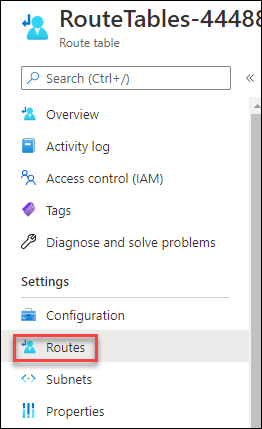 RouteTables-44488
Route table
Search (Ctrl+/)
Overview
Activity log
Access control (IAM)
Tags
Diagnose and solve problems
Settings
Configuration
Routes
Subnets
Properties